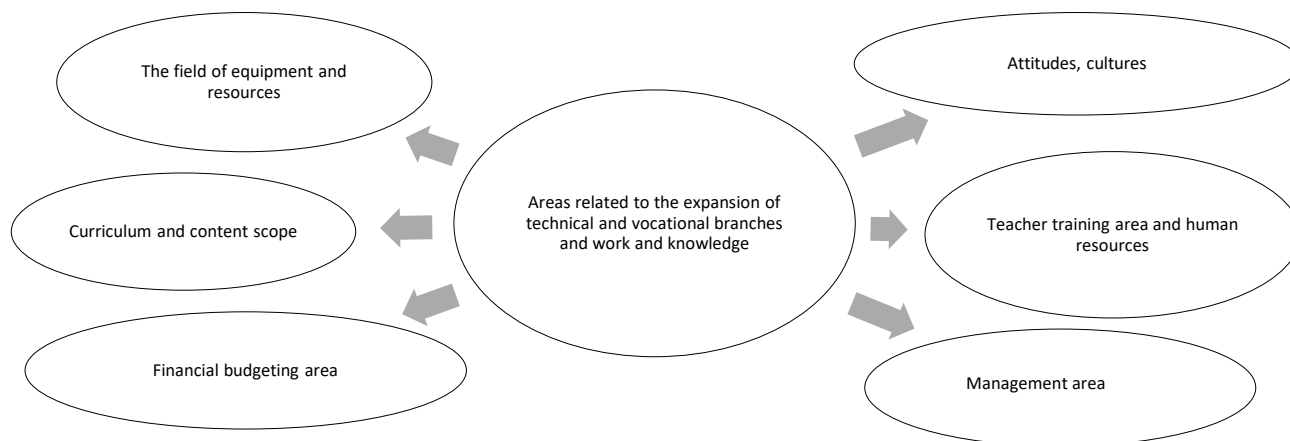 The field of equipment and
resources
Attitudes, cultures
Areas related to the expansion of
technical and vocational branches
and work and knowledge
Curriculum and content scope
Teacher training area and human
resources
Financial budgeting area
Management area